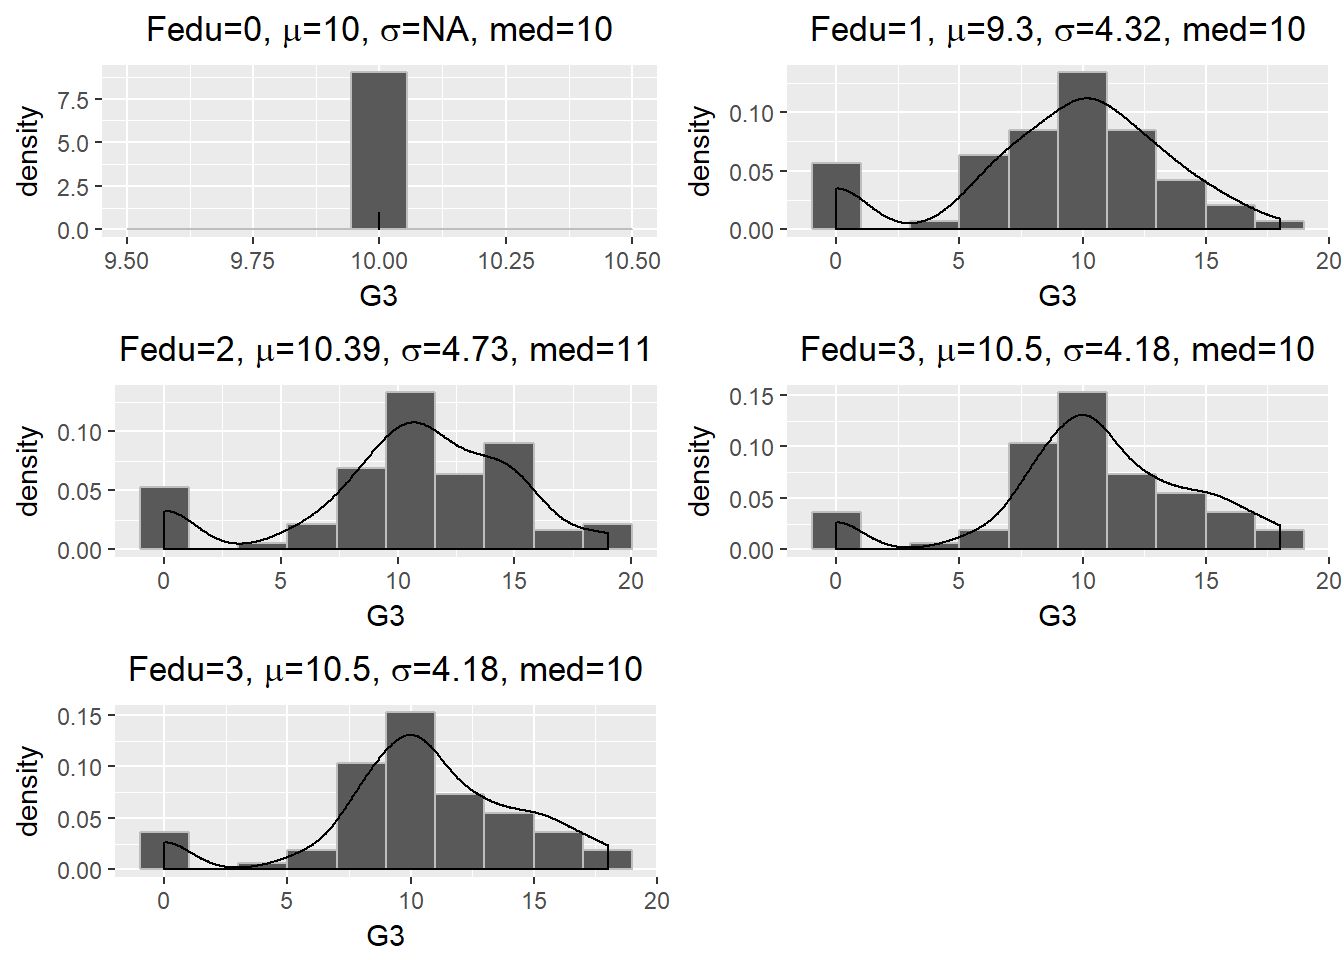 Fedu=0, μ=10, σ=NA, med=10
density
7.5
5.0
2.5
0.0
9.50 9.75 10.00 10.25 10.50
G3
Fedu=1, μ=9.3, σ=4.32, med=10
density
0.10
0.05
0.00
0 5 10 15 20
G3
Fedu=2, μ=10.39, σ=4.73, med=11
density
0.10
0.05
0.00
0 5 10 15 20
G3
Fedu=3, μ=10.5, σ=4.18, med=10
density
0.15
0.10
0.05
0.00
0 5 10 15 20
G3
Fedu=3, μ=10.5, σ=4.18, med=10
density
0.15
0.10
0.05
0.00
0 5 10 15 20
G3